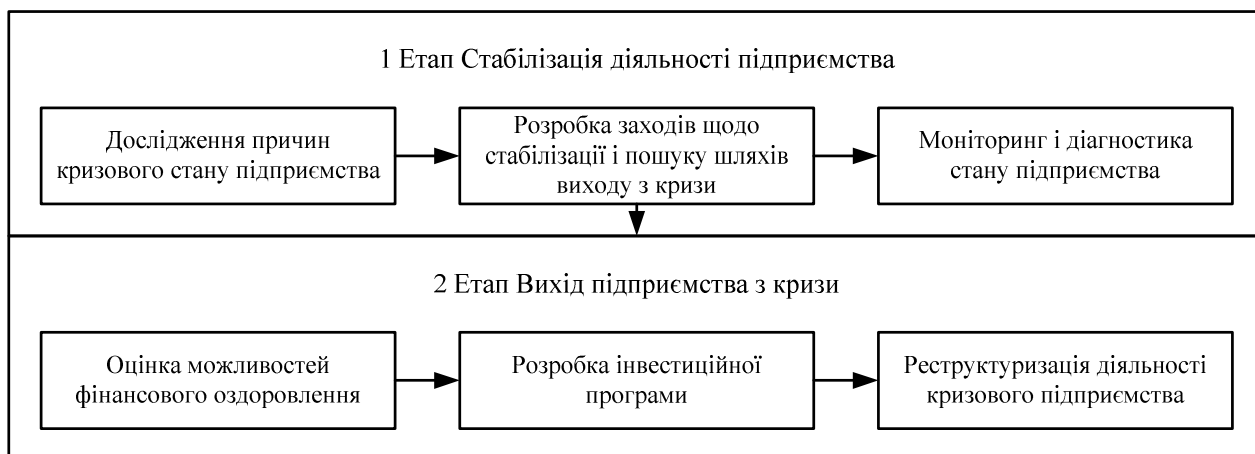 1 Етап Стабілізація діяльності підприємства
Дослідження причин
кризового стану підприємства
Розробка заходів щодо
стабілізації і пошуку шляхів
виходу з кризи
Моніторинг і діагностика
стану підприємства
2 Етап Вихід підприємства з кризи
Оцінка можливостей
фінансового оздоровлення
Розробка інвестиційної
програми
Реструктуризація діяльності
кризового підприємства